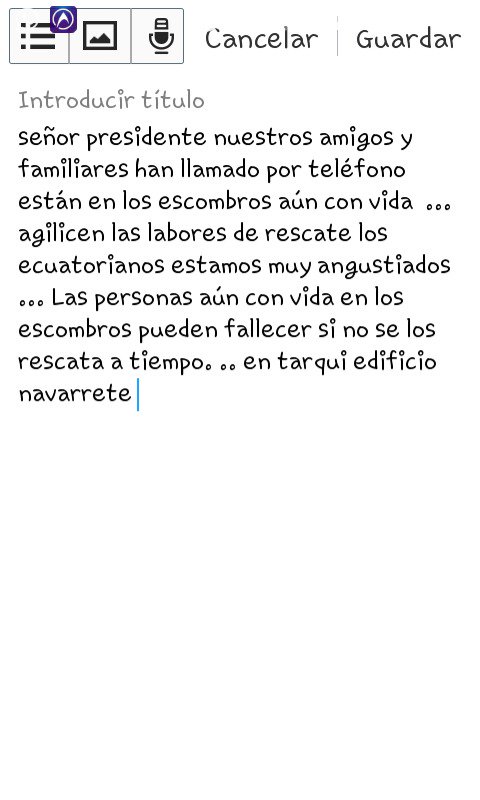 Cancelar Guardar
Introducir título
señor presidente nuestros amigos y
familiares han llamado por teléfono
están en los escombros aún con vida ...
agilicen las labores de rescate los
ecuatorianos estamos muy angustiados
... Las personas aún con vida en los
escombros pueden fallecer si no se los
rescata a tiempo. .. en tarqui edificio
navarrete